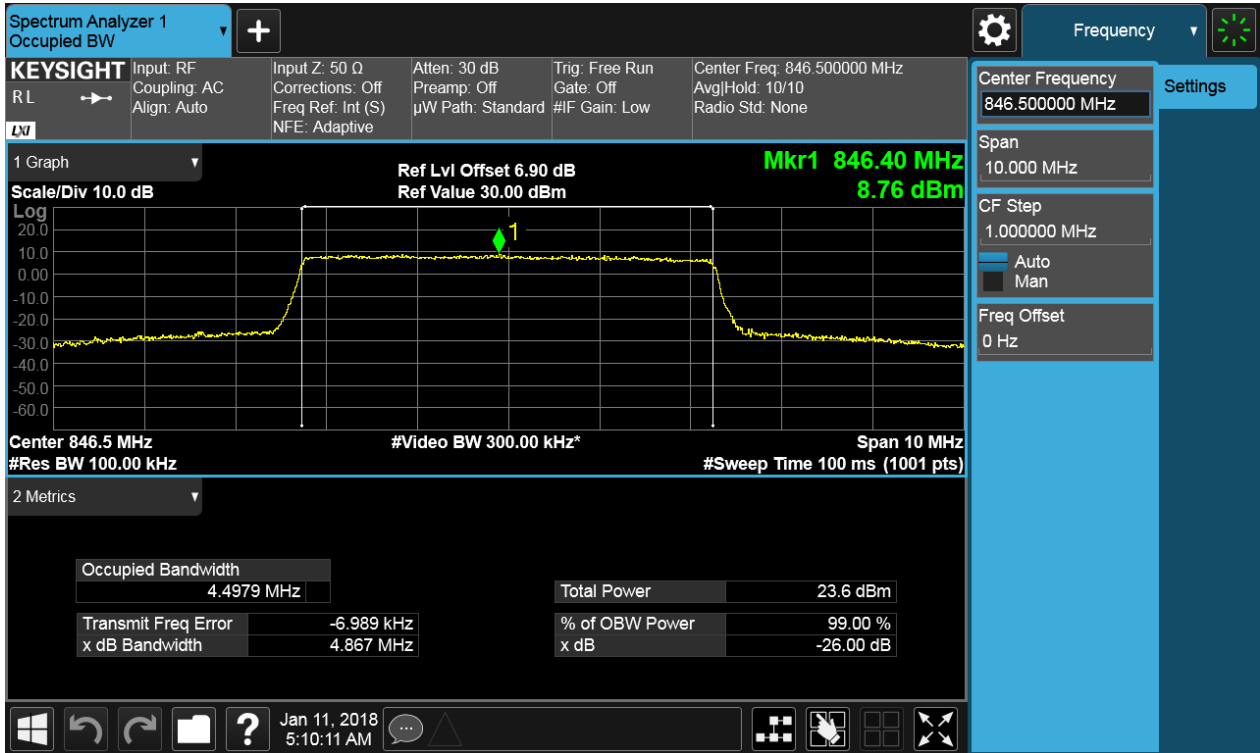 Spectrum Analyzer 1
Occupied BW
+
Frequency
KEYSIGHT
RL
LXI
Input: RF
Coupling: AC
Align: Auto
Input Z: 50 Ω
Corrections: Off
Freq Ref: Int (S)
NFE: Adaptive
Atten: 30 dB
Preamp: Off
µW Path: Standard
Trig: Free Run
Gate: Off
#IF Gain: Low
Center Freq: 846.500000 MHz
Avg|Hold: 10/10
Radio Std: None
1 Graph
Scale/Div 10.0 dB
Ref Lvl Offset 6.90 dB
Ref Value 30.00 dBm
Mkr1 846.40 MHz
8.76 dBm
Log
20.0
10.0
0.00
-10.0
-20.0
-30.0
-40.0
-50.0
-60.0
1
Center 846.5 MHz
#Video BW 300.00 kHz*
Span 10 MHz
#Res BW 100.00 kHz
#Sweep Time 100 ms (1001 pts)
2 Metrics
Occupied Bandwidth
4.4979 MHz
Transmit Freq Error -6.989 kHz
x dB Bandwidth 4.867 MHz
Total Power 23.6 dBm
% of OBW Power 99.00 %
x dB -26.00 dB
Center Frequency
846.500000 MHz
Span
10.000 MHz
CF Step
1.000000 MHz
Auto
Man
Freq Offset
0 Hz
Settings
?
Jan 11, 2018
5:10:11 AM